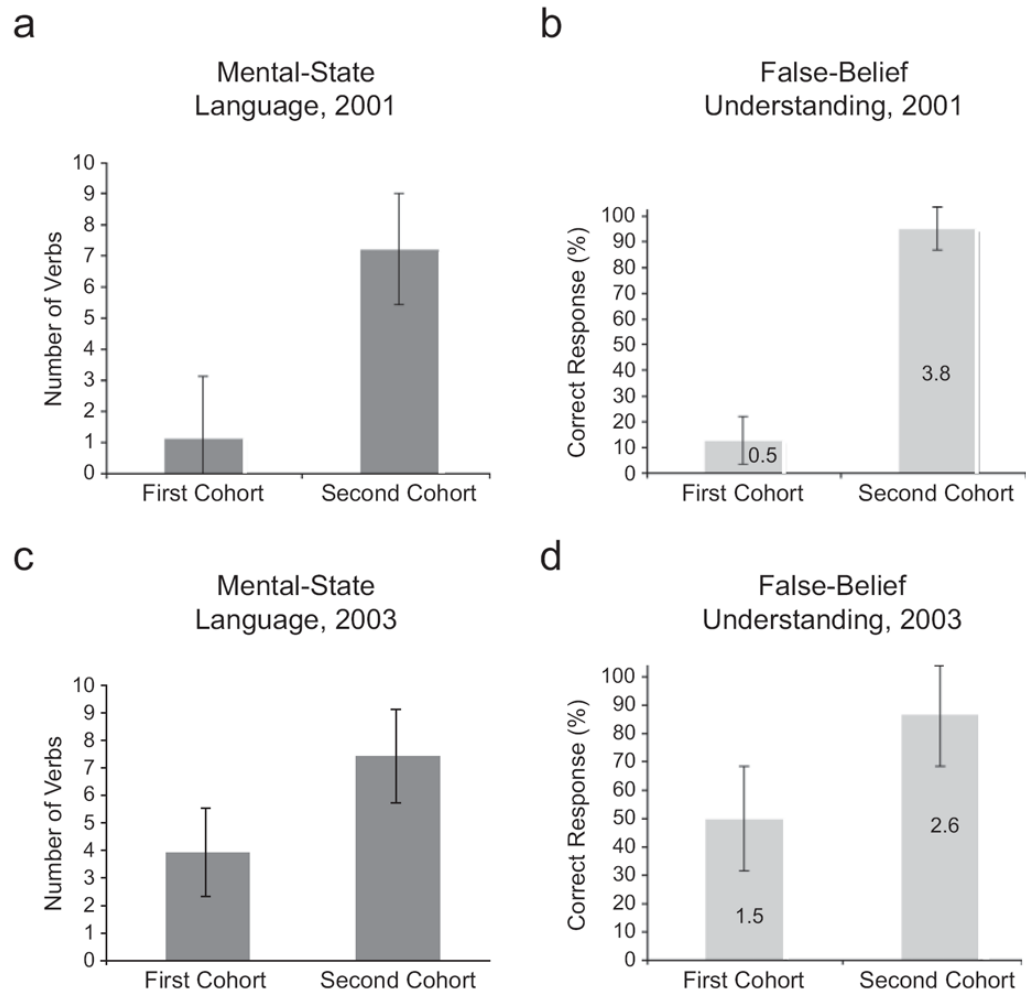 a
Mental-State
Language, 2001
Number of Verbs
10
9
8
7
6
5
4
3
2
1
0
First Cohort Second Cohort
b
False-Belief
Understanding, 2001
Correct Response (%)
100
90
80
70
60
50
40
30
20
10
0
0.5
3.8
First Cohort Second Cohort
c
Mental-State
Language, 2003
Number of Verbs
10
9
8
7
6
5
4
3
2
1
0
First Cohort Second Cohort
d
False-Belief
Understanding, 2003
Correct Response (%)
100
90
80
70
60
50
40
30
20
10
0
1.5
2.6
First Cohort Second Cohort